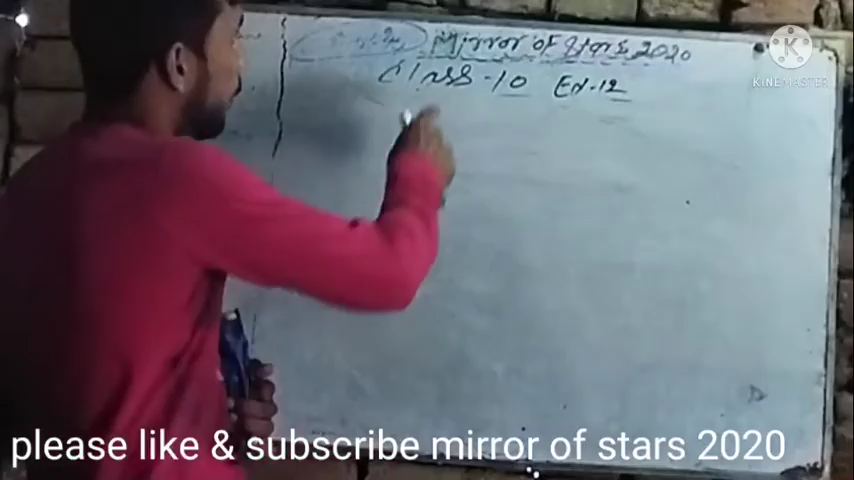 Mirror of Stars 2020
Class-10 Ex-12
KINEMASTER
please like & subscribe mirror of stars 2020